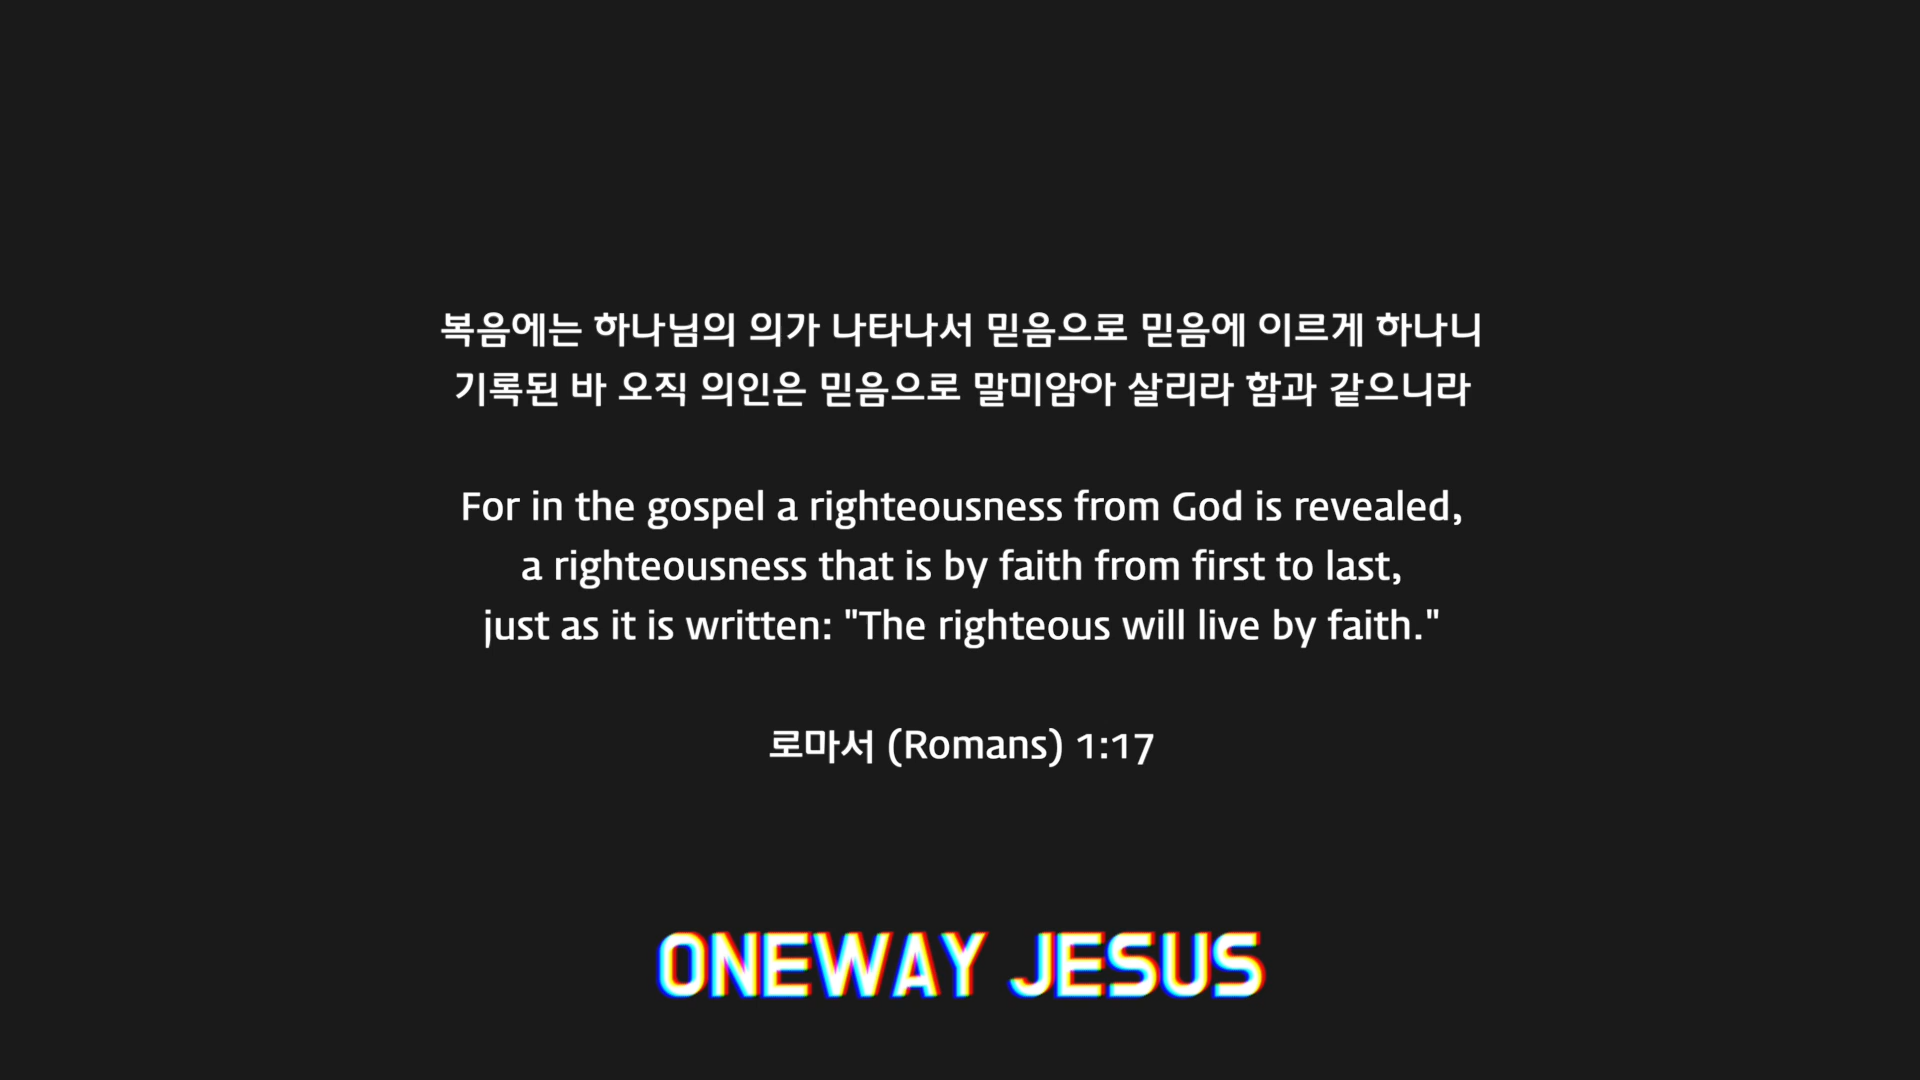 복음에는 하나님의 의가 나타나서 믿음으로 믿음에 이르게 하나니
기록된 바 오직 의인은 믿음으로 말미암아 살리라 함과 같으니라
For in the gospel a righteousness from God is revealed,
a righteousness that is by faith from first to last,
just as it is written: "The righteous will live by faith."
로마서 (Romans) 1:17
ONEWAY JESUS